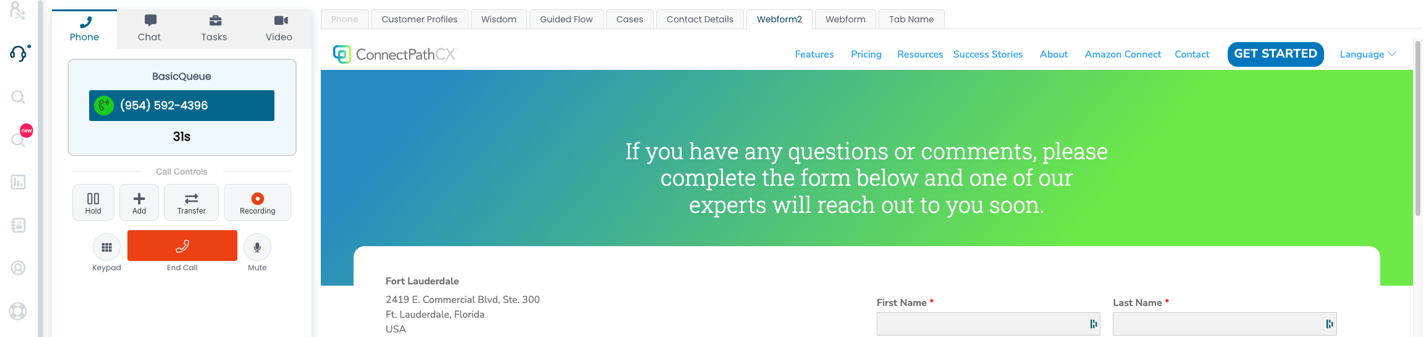 Phone Chat Tasks Video
BasicQueue
(954) 592-4396
31s
Call Controls
Hold Add Transfer Recording
Keypad End Call Mute
new
Phone Customer Profiles Wisdom Guided Flow Cases Contact Details Webform2 Webform Tab Name
ConnectPathCX Features Pricing Resources Success Stories About Amazon Connect Contact GET STARTED Language
If you have any questions or comments, please
complete the form below and one of our
experts will reach out to you soon.
Fort Lauderdale
2419 E. Commercial Blvd, Ste. 300
Ft. Lauderdale, Florida
USA
First Name * Last Name *